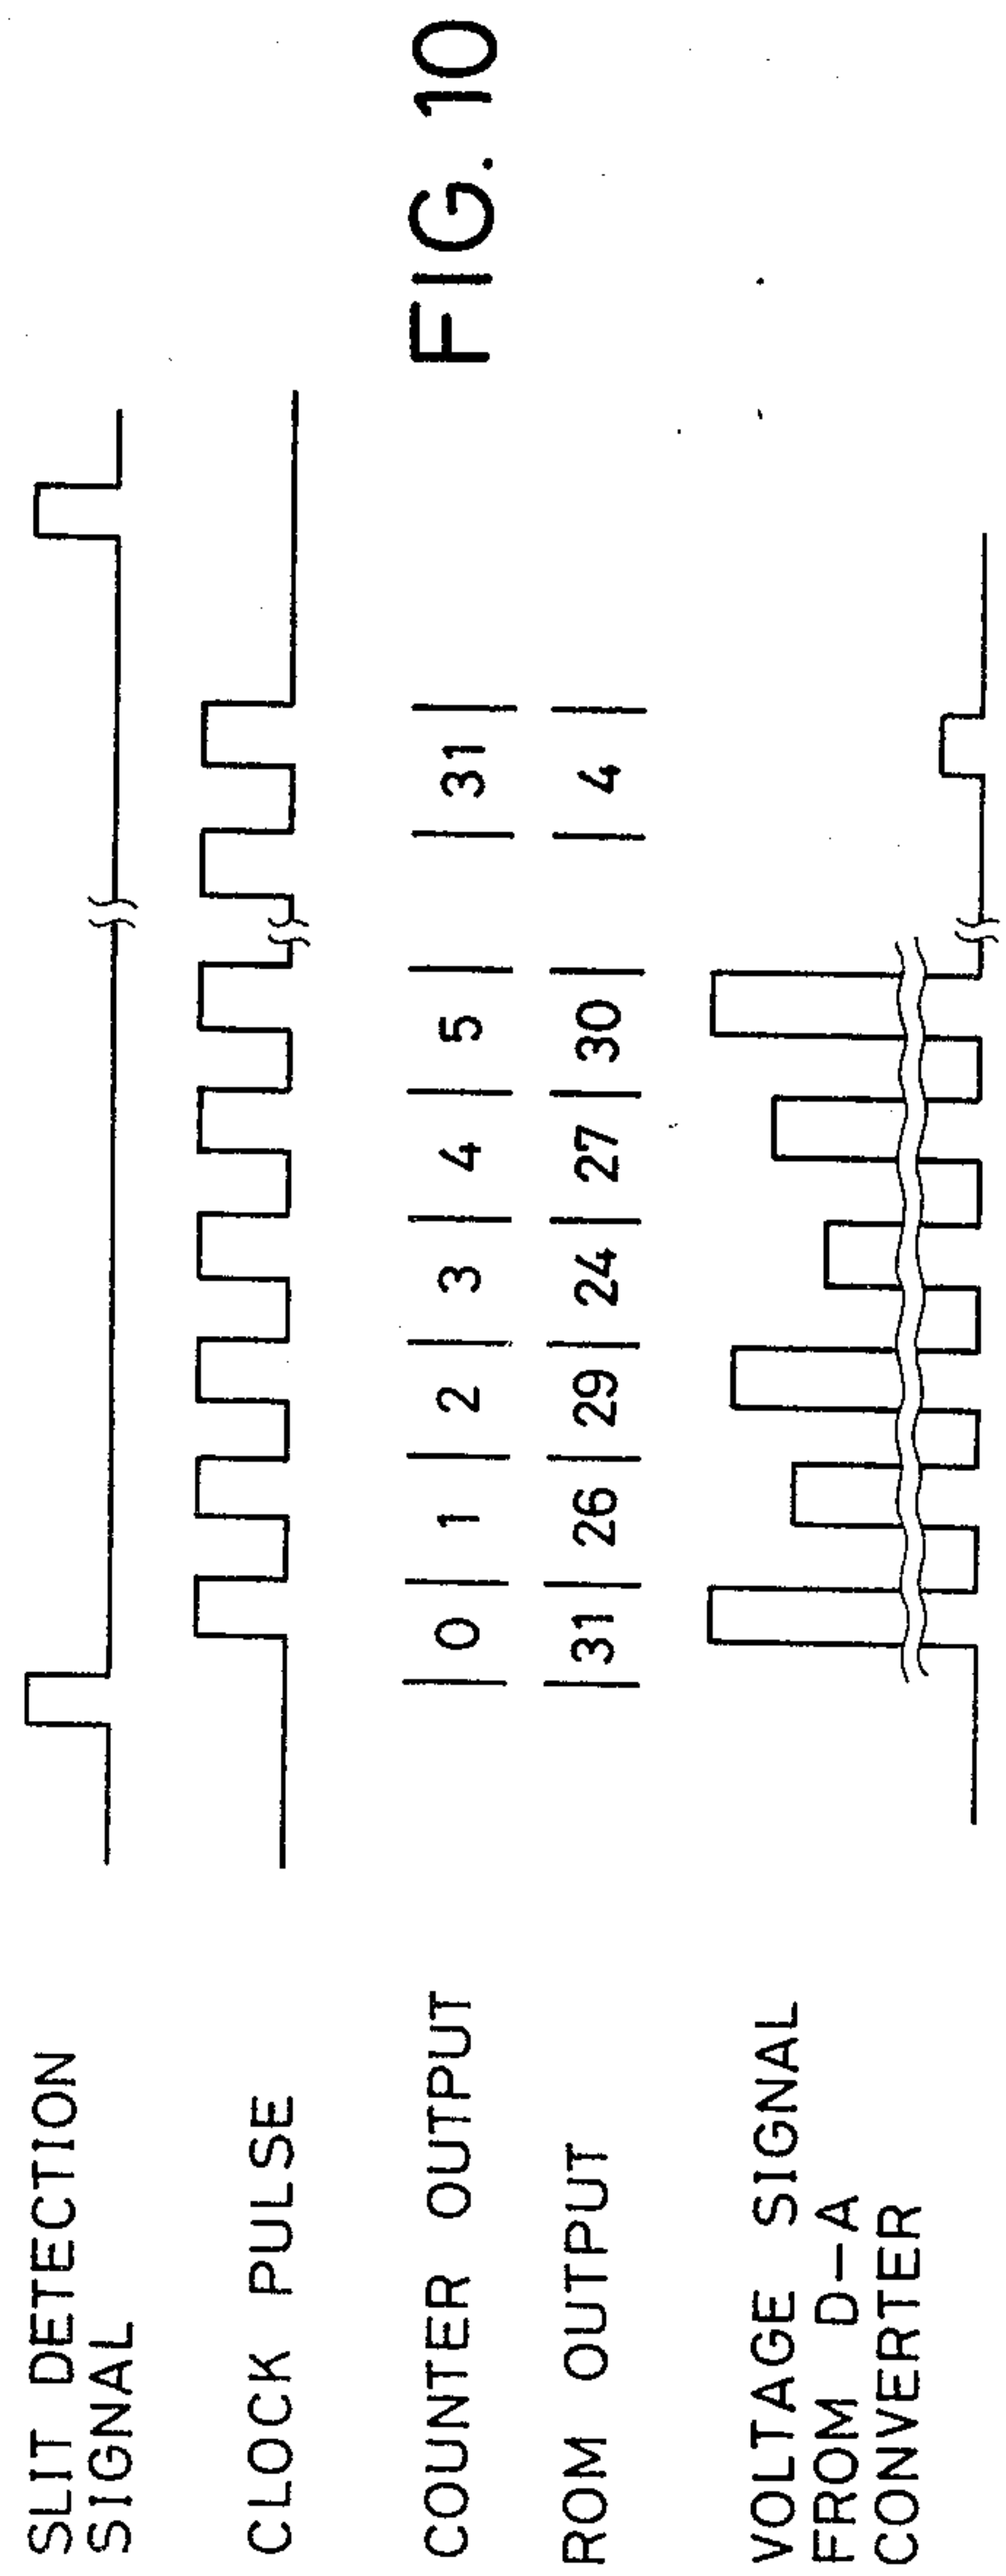 SLIT DETECTION
SIGNAL
CLOCK PULSE
COUNTER OUTPUT
0 1 2 3 4 5 31
ROM OUTPUT
31 26 29 24 27 30 4
VOLTAGE SIGNAL
FROM D-A
CONVERTER
FIG. 10